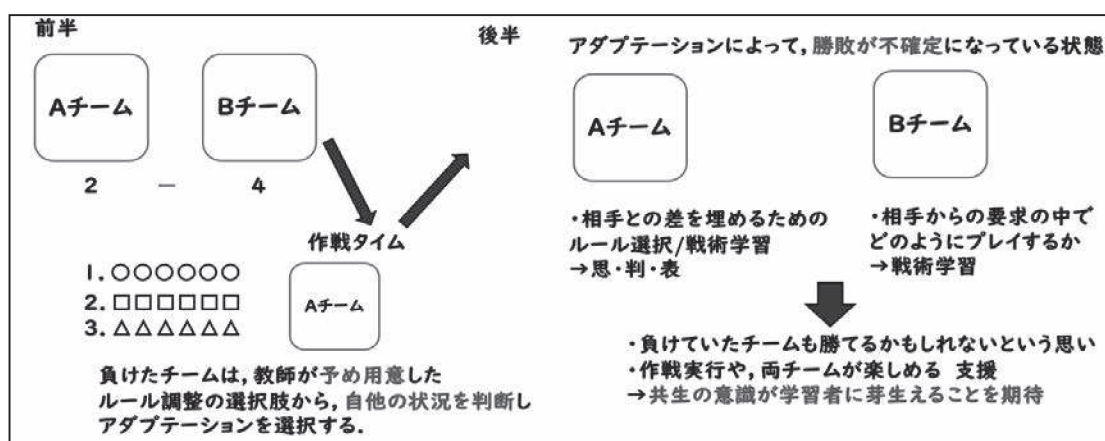 前半
Aチーム
Bチーム
2 － 4
作戦タイム
1.○○○○○○
2.□□□□□□
3.△△△△△△
Aチーム
負けたチームは,教師が予め用意した
ルール調整の選択肢から,自他の状況を判断し
アダプテーションを選択する.
後半
アダプテーションによって,勝敗が不確定になっている状態
Aチーム
Bチーム
・相手との差を埋めるための
ルール選択/戦術学習
→思・判・表
・相手からの要求の中で
どのようにプレイするか
→戦術学習
・負けていたチームも勝てるかもしれないという思い
・作戦実行や,両チームが楽しめる 支援
→共生の意識が学習者に芽生えることを期待